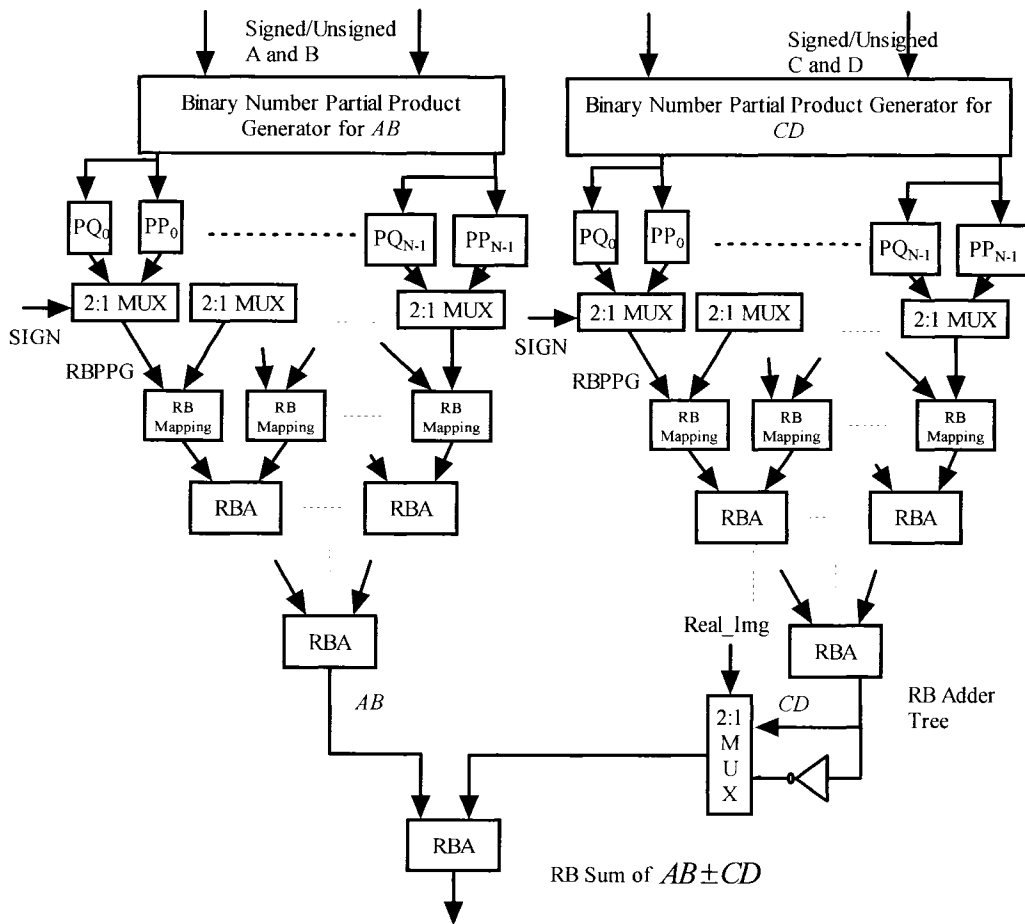 Signed/Unsigned
A and B
Binary Number Partial Product
Generator for AB
PQ0
PP0
PQN-1
PPN-1
2:1 MUX
2:1 MUX
2:1 MUX
SIGN
RBPPG
RB
Mapping
RB
Mapping
RB
Mapping
RBA
RBA
RBA
AB
Signed/Unsigned
C and D
Binary Number Partial Product Generator for
CD
PQ0
PP0
PQN-1
PPN-1
2:1 MUX
2:1 MUX
2:1 MUX
SIGN
RBPPG
RB
Mapping
RB
Mapping
RB
Mapping
RBA
RBA
Real_Img
RBA
RB Adder
Tree
CD
2:1
M
U
X
RBA
RB Sum of AB±CD